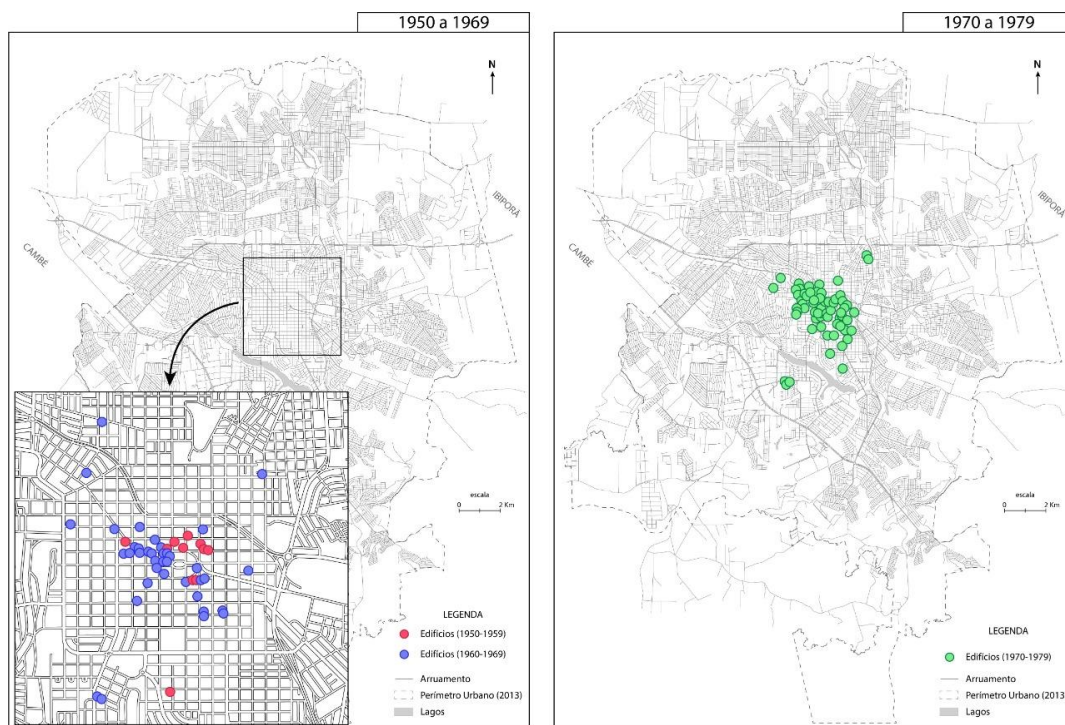 1950 a 1969
N
IBIPORÃ
CAMBE
escala
0 2 Km
LEGENDA
Edifícios (1950-1959)
Edifícios (1960-1969)
Arruamento
Perímetro Urbano (2013)
Lagos
1970 a 1979
N
IBIPORÃ
CAMBE
escala
0 2 Km
LEGENDA
Edifícios (1970-1979)
Arruamento
Perímetro Urbano (2013)
Lagos